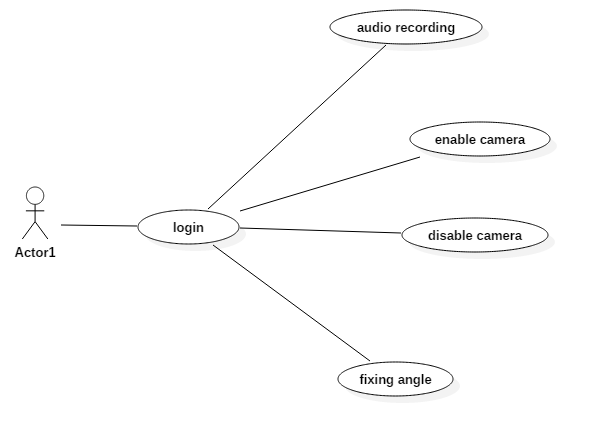 audio recording
enable camera
login
disable camera
Actor1
fixing angle